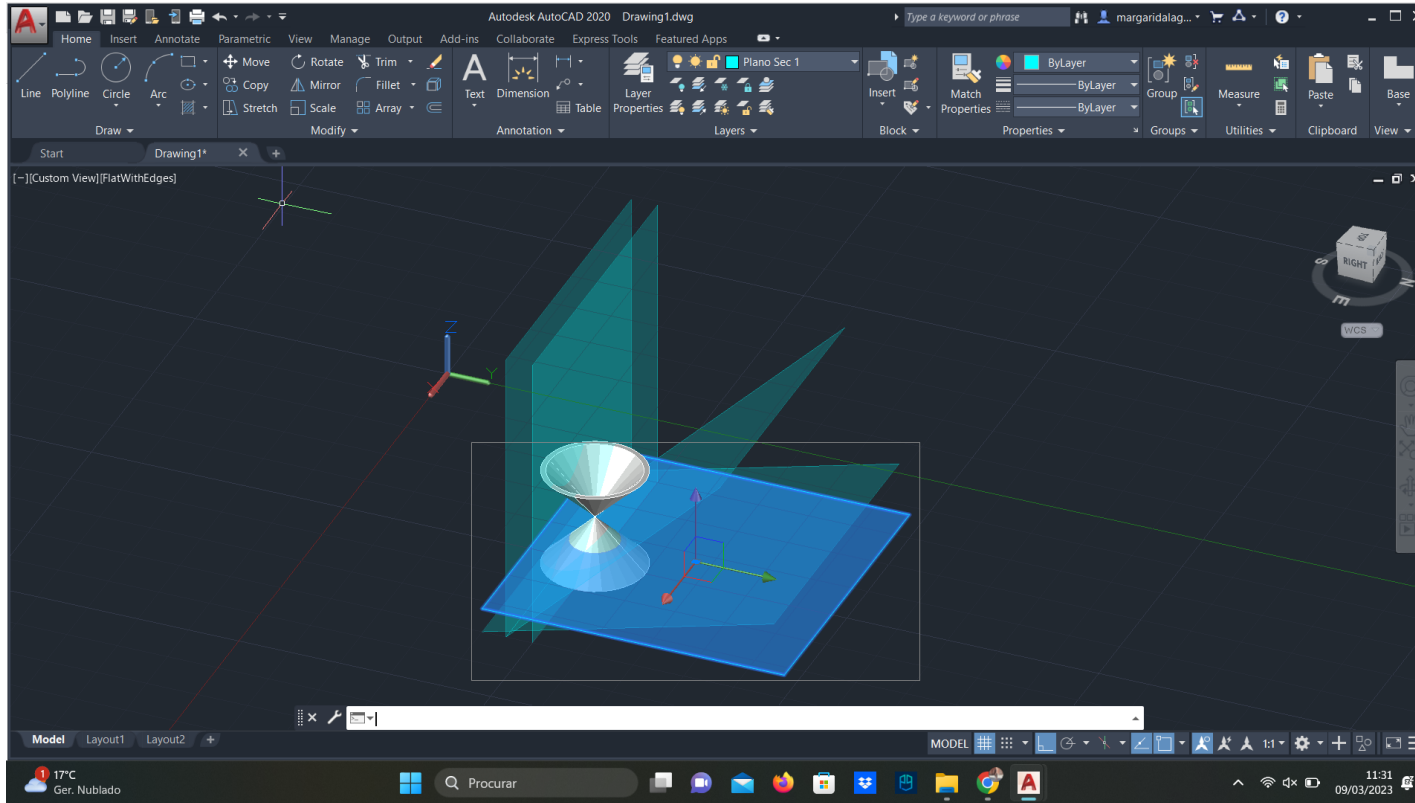 Autodesk AutoCAD 2020 Drawing1.dwg
Type a keyword or phrase
margaridalag...
Home Insert Annotate Parametric View Manage Output Add-ins Collaborate Express Tools Featured Apps
Line Polyline Circle Arc
Move Rotate Trim
Copy Mirror Fillet
Stretch Scale Array
Text Dimension
Table
Layer
Properties
Plano Sec 1
Insert
Match
Properties
ByLayer
ByLayer
ByLayer
Group
Measure
Paste
Base
Draw Modify Annotation Layers Block Properties Groups Utilities Clipboard View
Start Drawing1* +
[−][Custom View][FlatWithEdges]
Z
Y
RIGHT
S
N
E
WCS
Model Layout1 Layout2 +
MODEL
1:1
1
17°C
Ger. Nublado
Procurar
11:31
09/03/2023